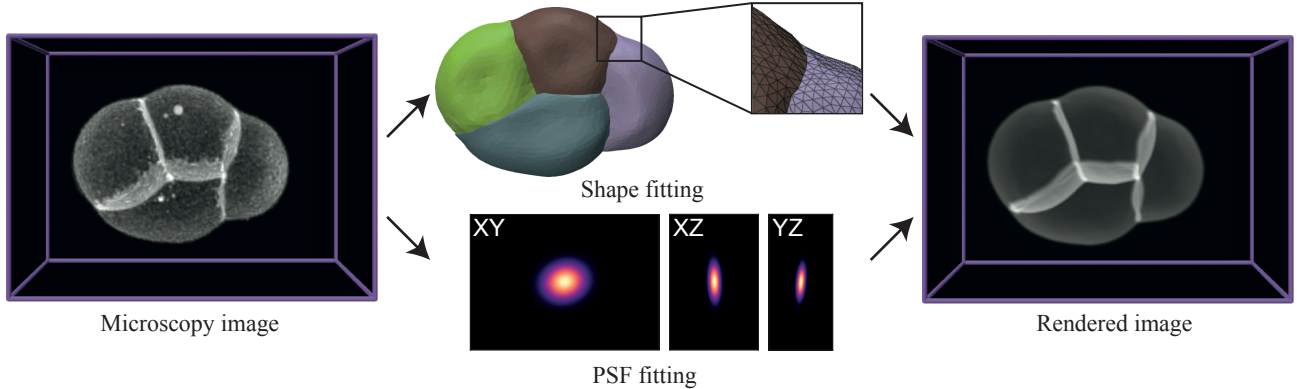 Shape fitting
XY
XZ
YZ
Microscopy image
Rendered image
PSF fitting